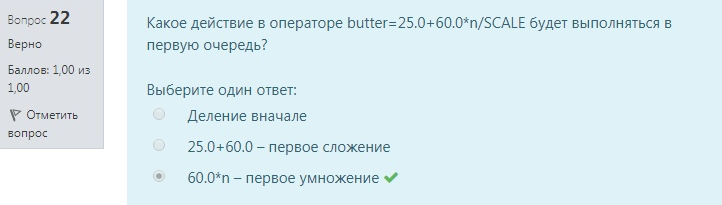 Вопрос 22
Верно
Баллов: 1,00 из
1,00
Отметить
вопрос
Какое действие в операторе butter=25.0+60.0*n/SCALE будет выполняться в
первую очередь?
Выберите один ответ:
Деление вначале
25.0+60.0 – первое сложение
60.0*n – первое умножение